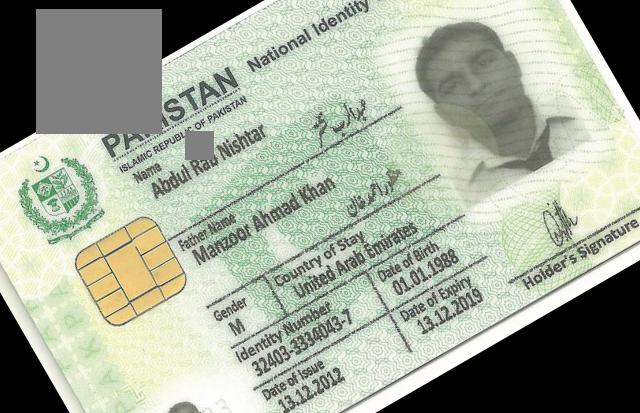 PAKISTAN National Identity
ISLAMIC REPUBLIC OF PAKISTAN
Name
Abdul Rab Nishtar
عبدالرب نشتر
Father Name
Manzoor Ahmad Khan
منظور احمد خان
Gender
M
Country of Stay
United Arab Emirates
Identity Number
32403-3334043-7
Date of Birth
01.01.1988
Date of Issue
13.12.2012
Date of Expiry
13.12.2019
Holder's Signature